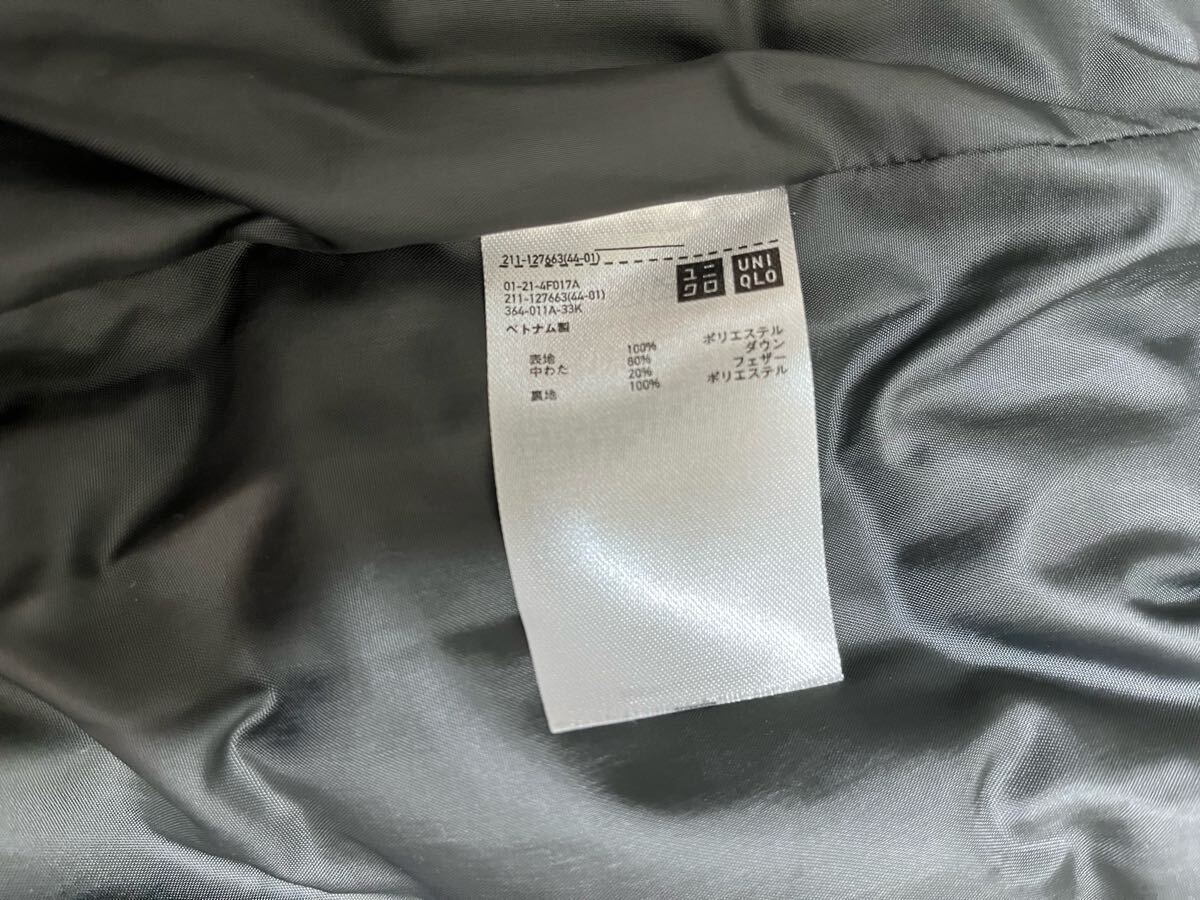 211-127663(44-01)
ユニ
クロ
UNI
QLO
01-21-4F017A
211-127663(44-01)
364-011A-33K
ベトナム製
表地 100% ポリエステル
中わた 80% ダウン
20% フェザー
裏地 100% ポリエステル